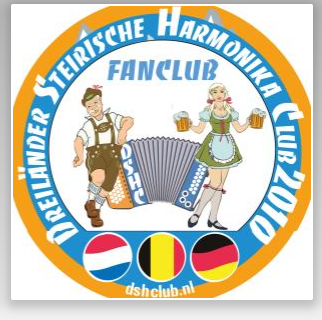 DREILÄNDER STEIRISCHE HARMONIKA CLUB 2010
FANCLUB
DSHC
dshclub.nl